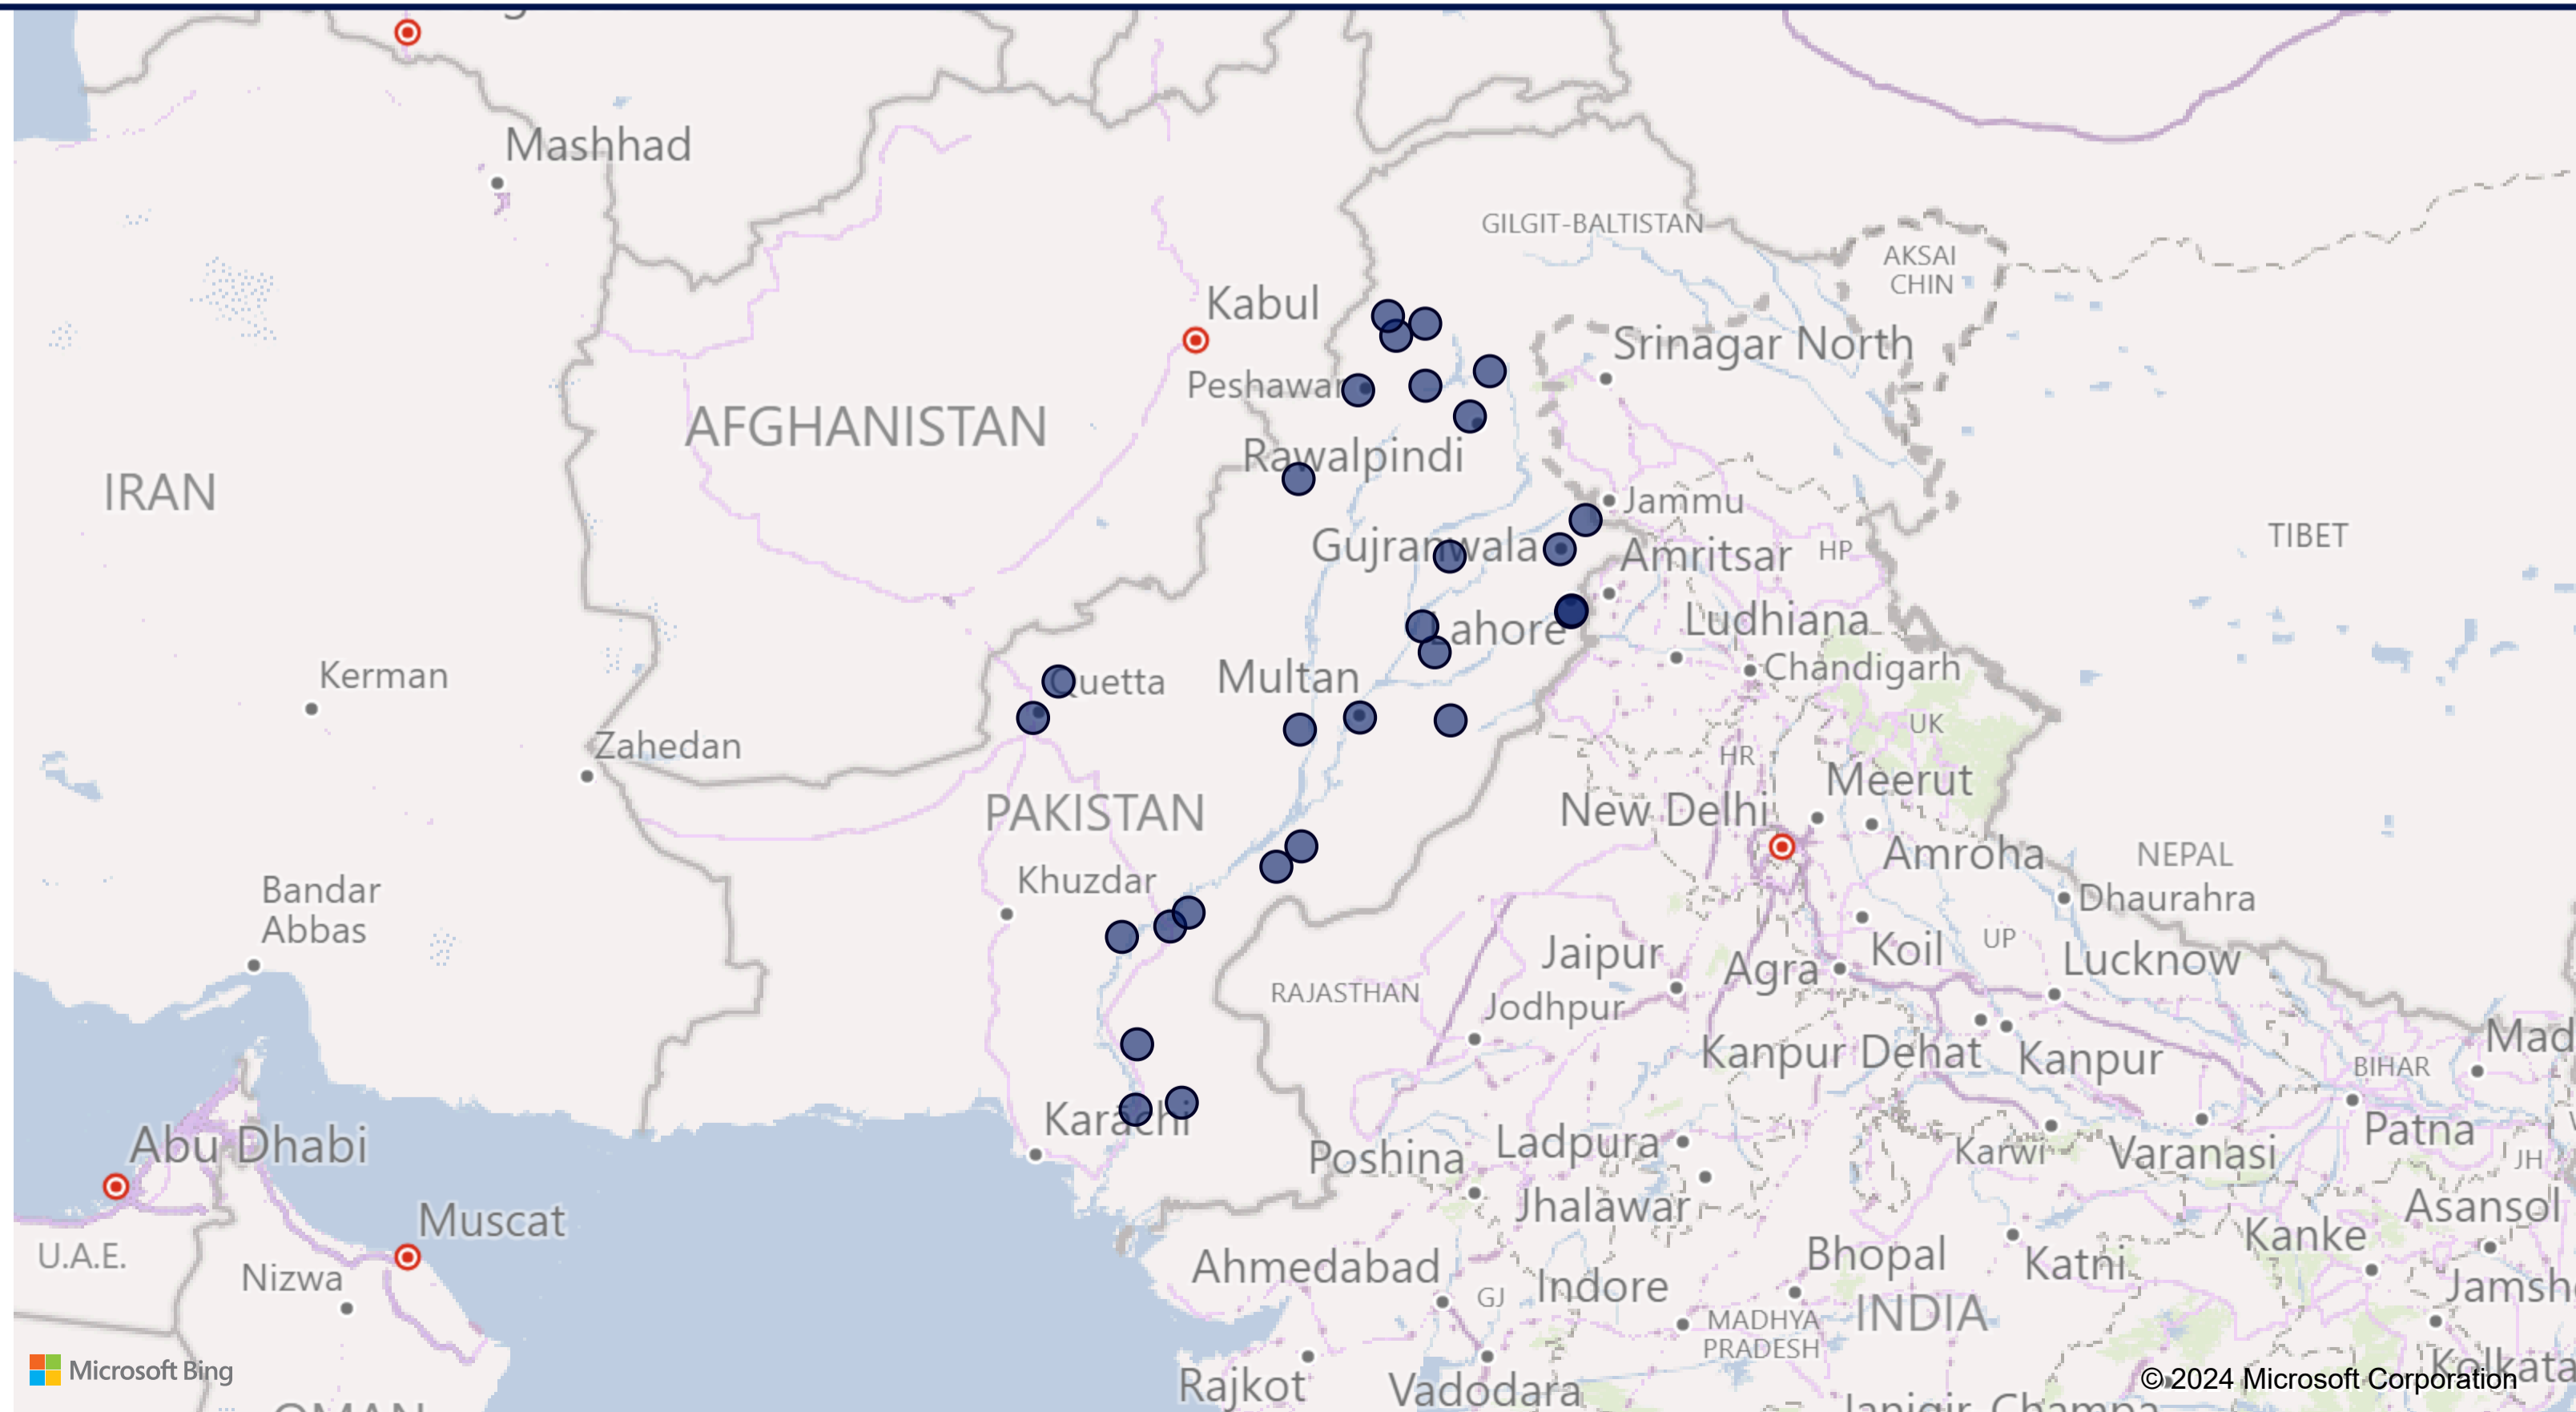 Mashhad
GILGIT-BALTISTAN
AKSAI
CHIN
Kabul
Srinagar North
Peshawar
AFGHANISTAN
Rawalpindi
IRAN
Jammu
TIBET
Gujranwala
Amritsar
HP
Ludhiana
Lahore
Chandigarh
Kerman
Quetta
Multan
UK
Zahedan
HR
Meerut
PAKISTAN
New Delhi
Amroha
NEPAL
Khuzdar
Dhaurahra
Bandar
Abbas
Jaipur
Agra
Koil
UP
Lucknow
RAJASTHAN
Jodhpur
Kanpur Dehat
Kanpur
Mad
BIHAR
Karachi
Abu Dhabi
Poshina
Ladpura
Karwi
Varanasi
Patna
JH
Muscat
Jhalawar
Asansol
U.A.E.
Nizwa
Ahmedabad
GJ
Indore
Bhopal
Katni
Kanke
Jamsh
MADHYA
PRADESH
INDIA
Microsoft Bing
Rajkot
Vadodara
Kolkata
©2024 Microsoft Corporation
OMAN